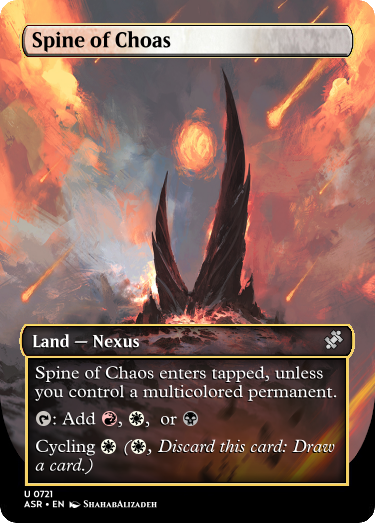 Spine of Choas
Land — Nexus
Spine of Chaos enters tapped, unless
you control a multicolored permanent.
: Add , , or
Cycling  (, Discard this card: Draw
a card.)
U 0721
ASR • EN ShahabAlizadeh